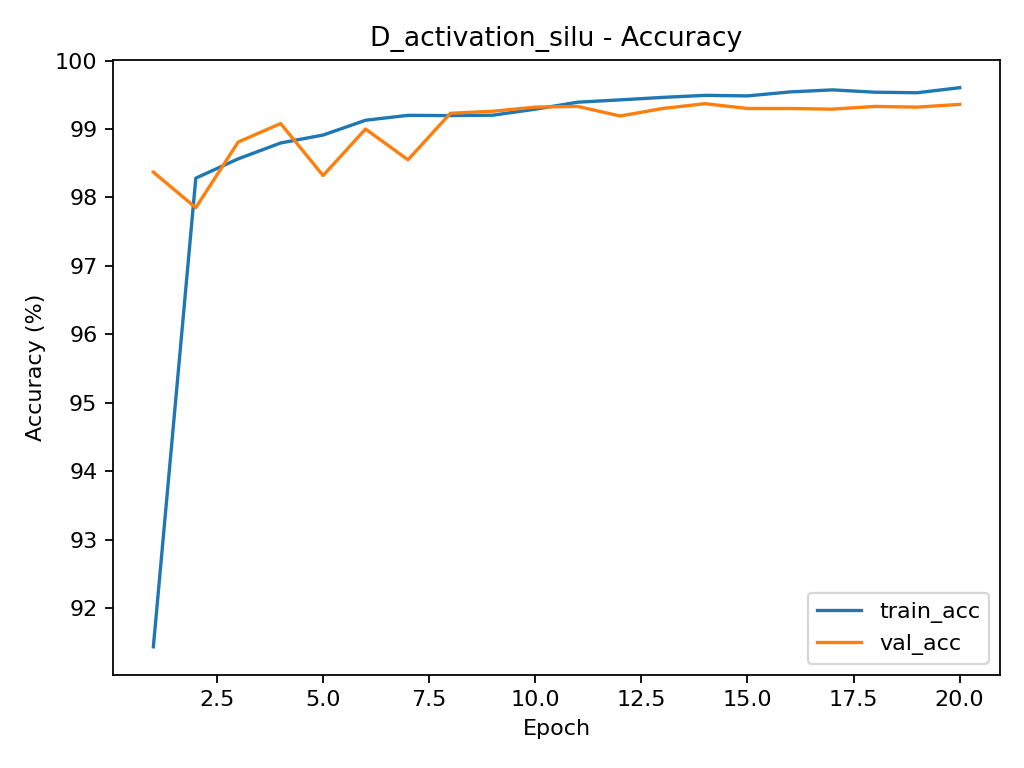 D_activation_silu - Accuracy
100
99
98
97
96
95
94
93
92
Accuracy (%)
2.5 5.0 7.5 10.0 12.5 15.0 17.5 20.0
Epoch
train_acc
val_acc